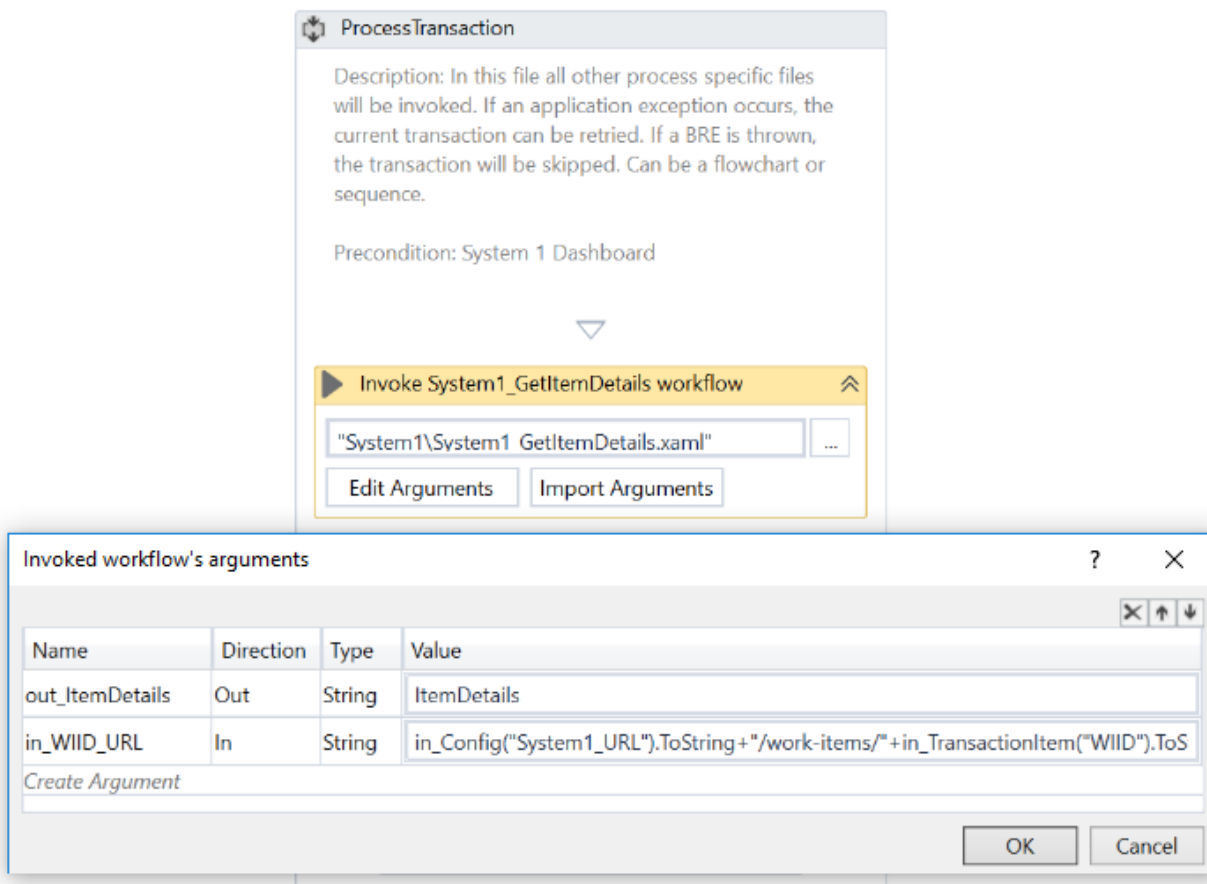 ProcessTransaction
Description: In this file all other process specific files
will be invoked. If an application exception occurs, the
current transaction can be retried. If a BRE is thrown,
the transaction will be skipped. Can be a flowchart or
sequence.
Precondition: System 1 Dashboard
Invoke System1_GetItemDetails workflow
"System1\System1 GetItemDetails.xaml"
...
Edit Arguments
Import Arguments
Invoked workflow's arguments
?
Name Direction Type Value
out_ItemDetails Out String ItemDetails
in_WIID_URL In String in_Config("System1_URL").ToString+"/work-items/"+in_TransactionItem("WIID").ToS
Create Argument
OK Cancel